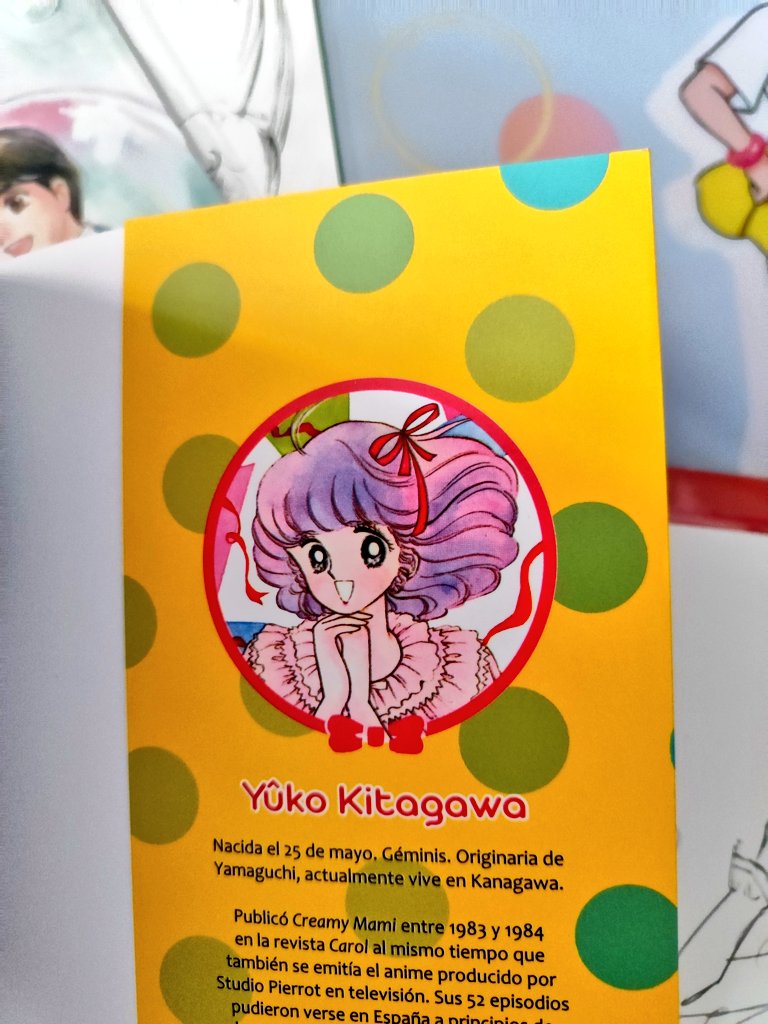 Yûko Kitagawa
Nacida el 25 de mayo. Géminis. Originaria de
Yamaguchi, actualmente vive en Kanagawa.
Publicó Creamy Mami entre 1983 y 1984
en la revista Carol al mismo tiempo que
también se emitía el anime producido por
Studio Pierrot en televisión. Sus 52 episodios
pudieron verse en España a principios de